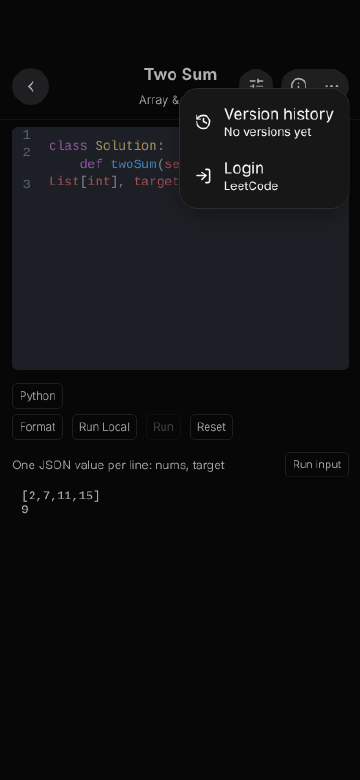 Two Sum
Array &
Version history
No versions yet
Login
LeetCode
1
class Solution:
2
def twoSum(se
3
List[int], target
Python
Format
Run Local
Run
Reset
One JSON value per line: nums, target
Run input
[2,7,11,15]
9